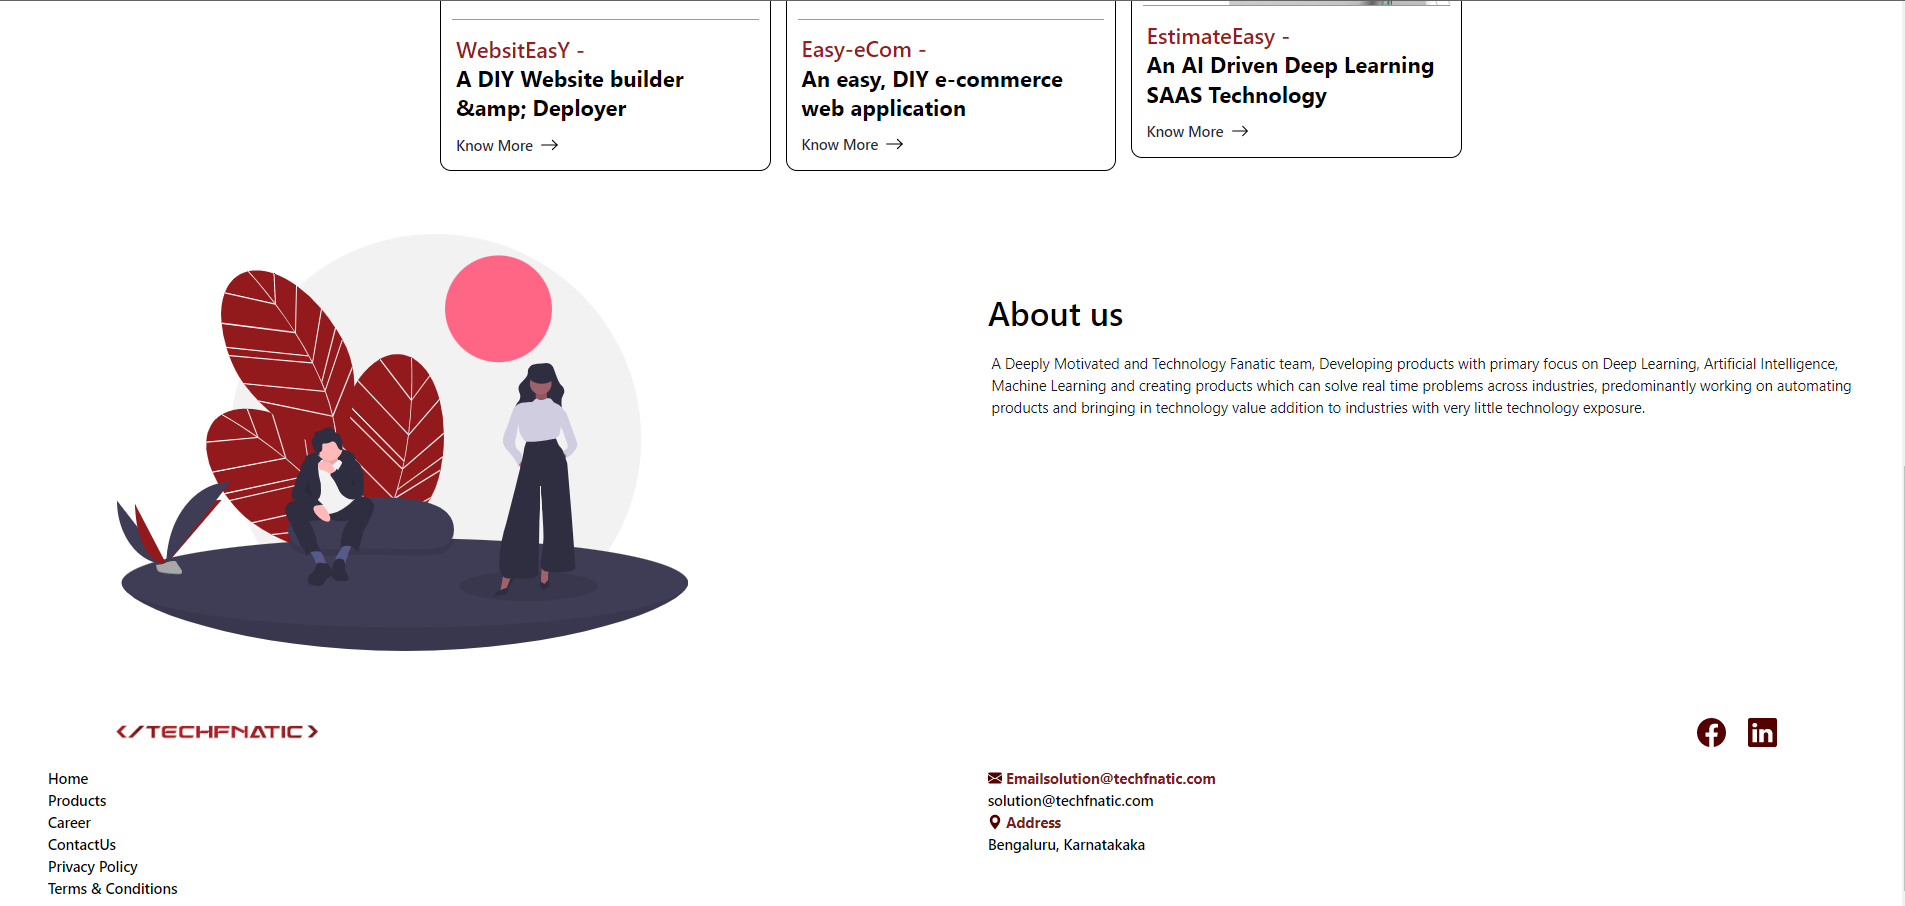 WebsitEasY -
A DIY Website builder
&amp; Deployer
Know More
Easy-eCom -
An easy, DIY e-commerce
web application
Know More
EstimateEasy -
An AI Driven Deep Learning
SAAS Technology
Know More
About us
A Deeply Motivated and Technology Fanatic team, Developing products with primary focus on Deep Learning, Artificial Intelligence,
Machine Learning and creating products which can solve real time problems across industries, predominantly working on automating
products and bringing in technology value addition to industries with very little technology exposure.
</TECHFNATIC>
Home
Products
Career
ContactUs
Privacy Policy
Terms & Conditions
Emailsolution@techfnatic.com
solution@techfnatic.com
Address
Bengaluru, Karnatakaka